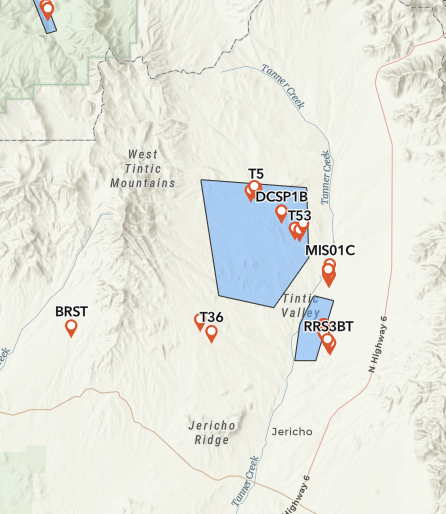 Tanner Creek
West
Tintic
Mountains
Tanner Creek
T5
DCSP1B
T53
MIS01C
Tintic
Valley
BRST
T36
RRS3BT
N Highway 6
Jericho
Ridge
Jericho
Tanner Creek
Highway 6